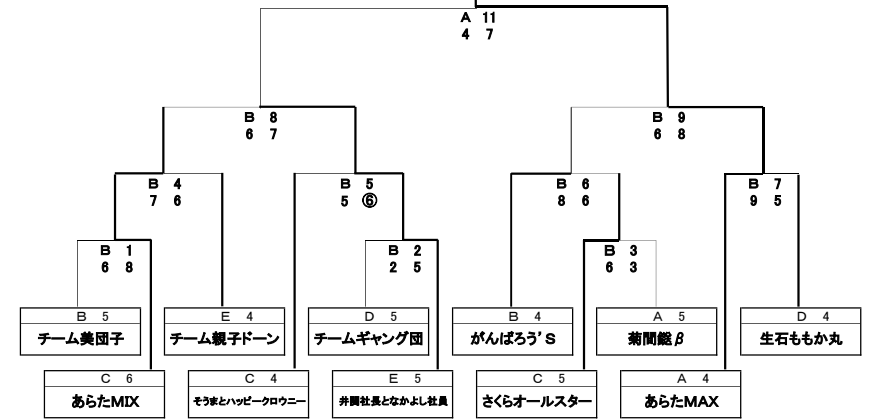 A 11
4 7
B 8
6 7
B 9
6 8
B 4
7 6
B 5
5 ⑥
B 6
8 6
B 7
9 5
B 1
6 8
B 2
2 5
B 3
6 3
B 5
チーム美団子
E 4
チーム親子ドーン
D 5
チームギャング団
B 4
がんばろう'S
A 5
菊間鑑β
D 4
生石ももか丸
C 6
あらたMIX
C 4
そうまとハッピークロウニー
E 5
井関社長となかよし社員
C 5
さくらオールスター
A 4
あらたMAX